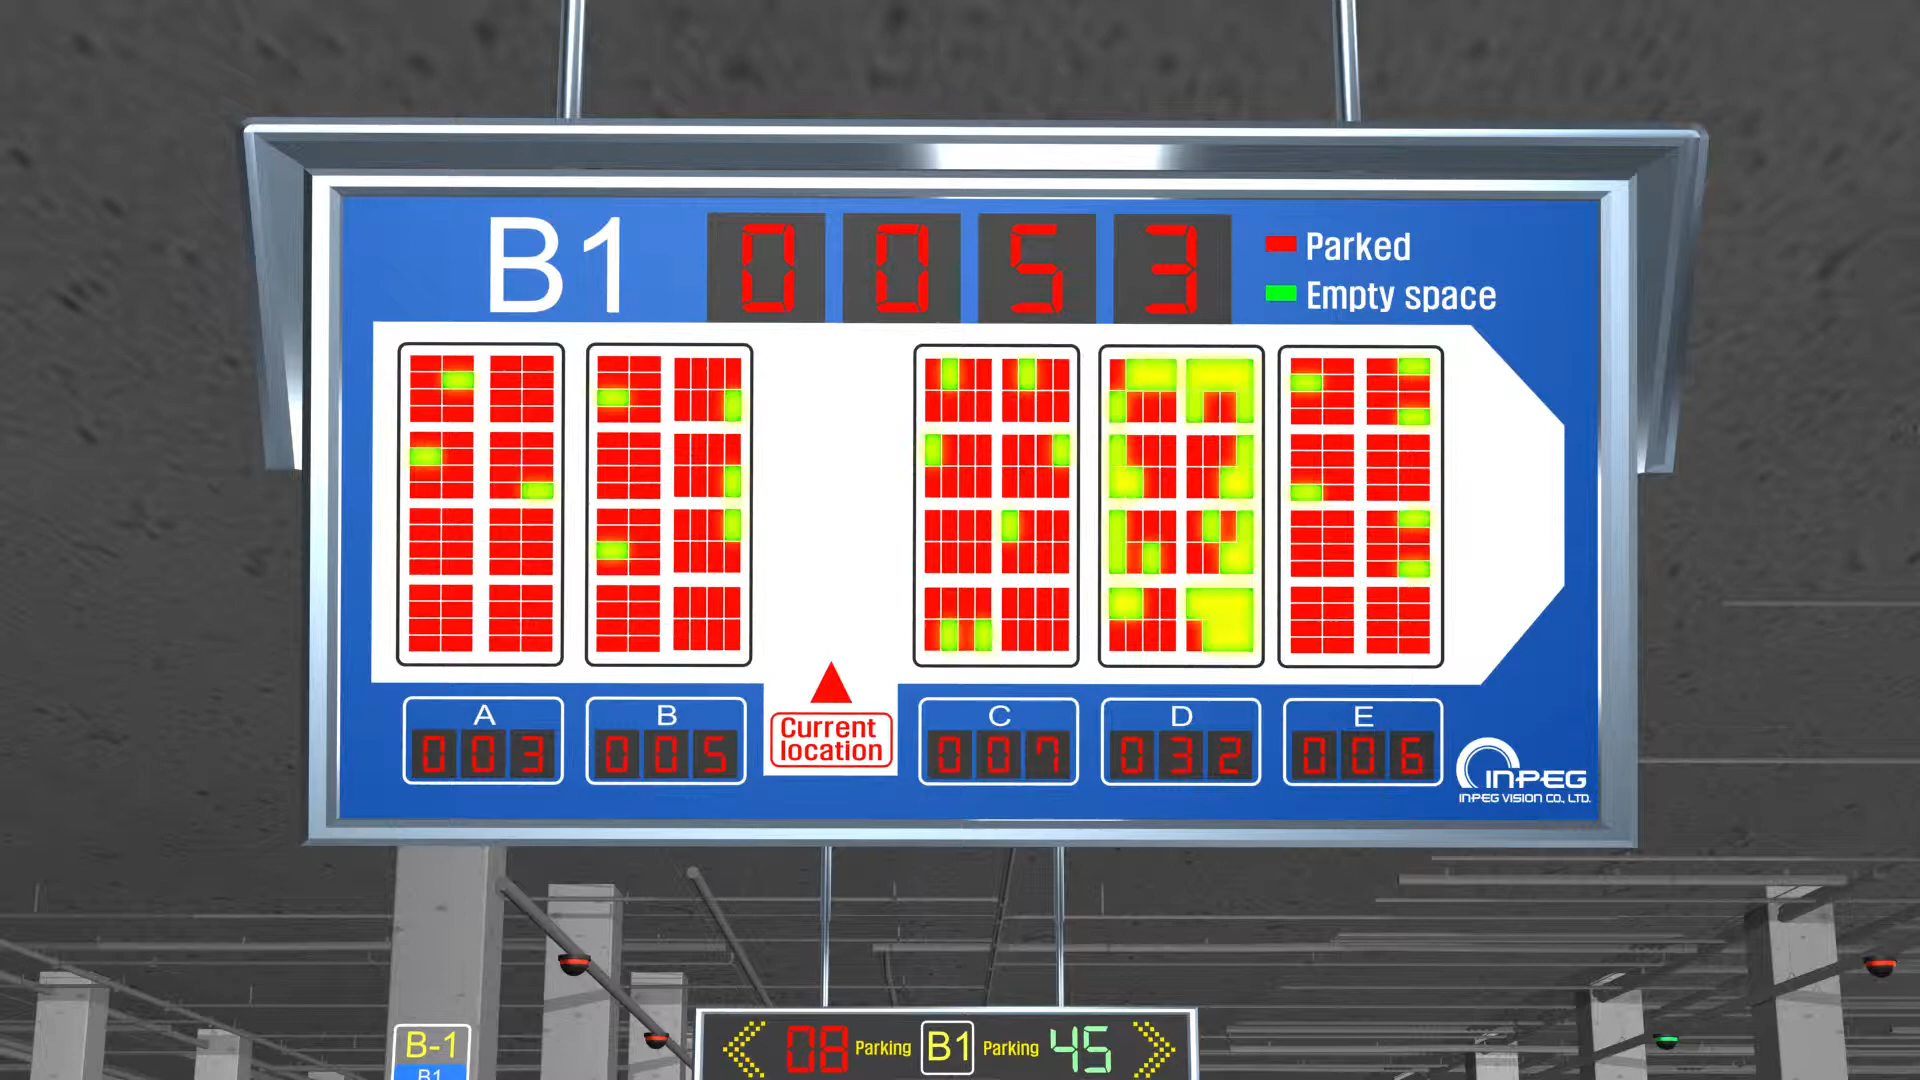 B1 0053
Parked
Empty space
A
003
B
005
Current
location
C
007
D
032
E
006
INPEG
INPEG VISION CO., LTD.
B-1
B1
08 Parking B1 Parking 45